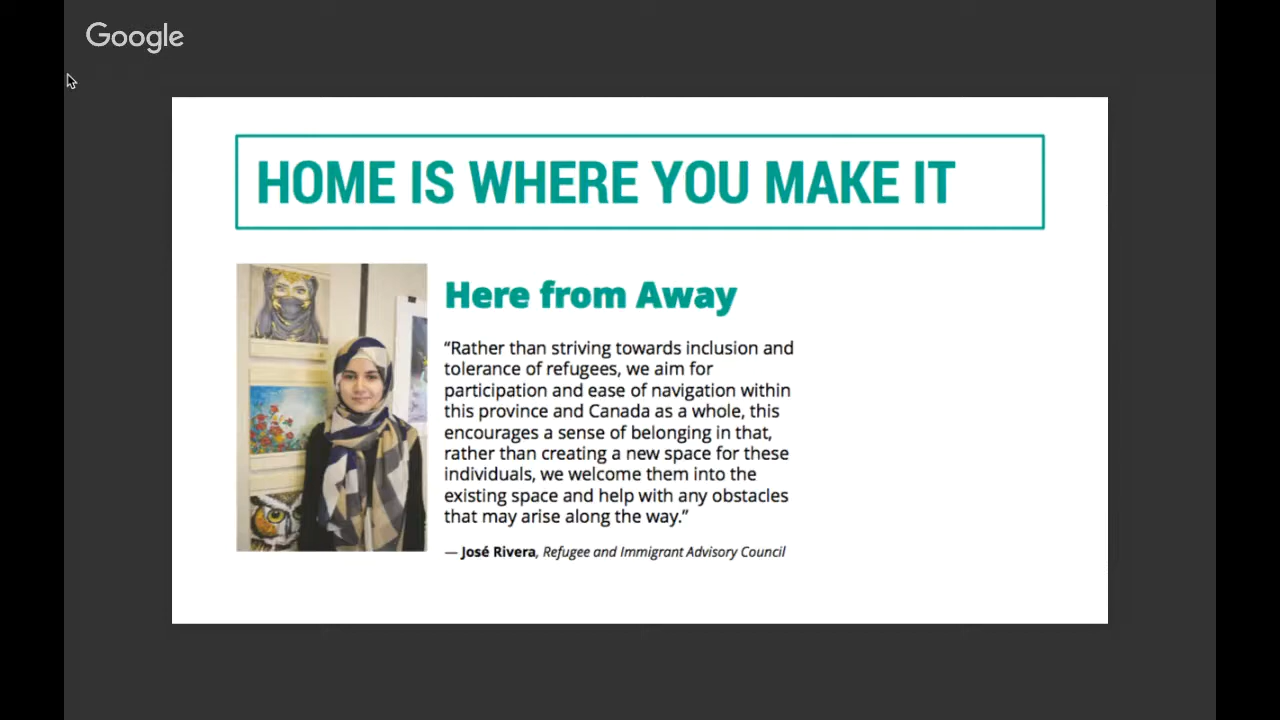 Google
HOME IS WHERE YOU MAKE IT
Here from Away
“Rather than striving towards inclusion and
tolerance of refugees, we aim for
participation and ease of navigation within
this province and Canada as a whole, this
encourages a sense of belonging in that,
rather than creating a new space for these
individuals, we welcome them into the
existing space and help with any obstacles
that may arise along the way.”
— José Rivera, Refugee and Immigrant Advisory Council